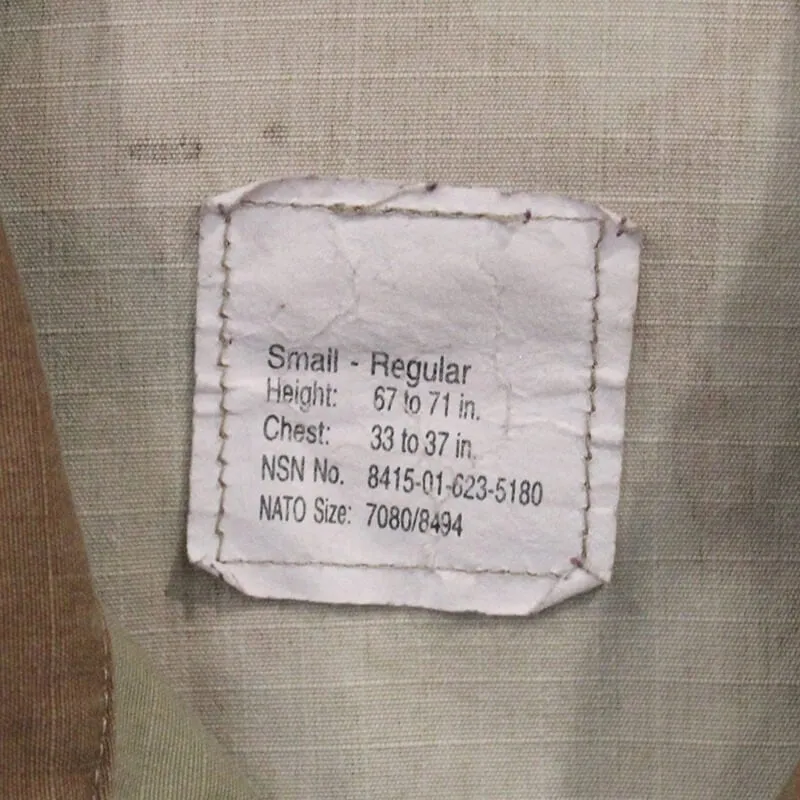 Small - Regular
Height: 67 to 71 in.
Chest: 33 to 37 in.
NSN No. 8415-01-623-5180
NATO Size: 7080/8494